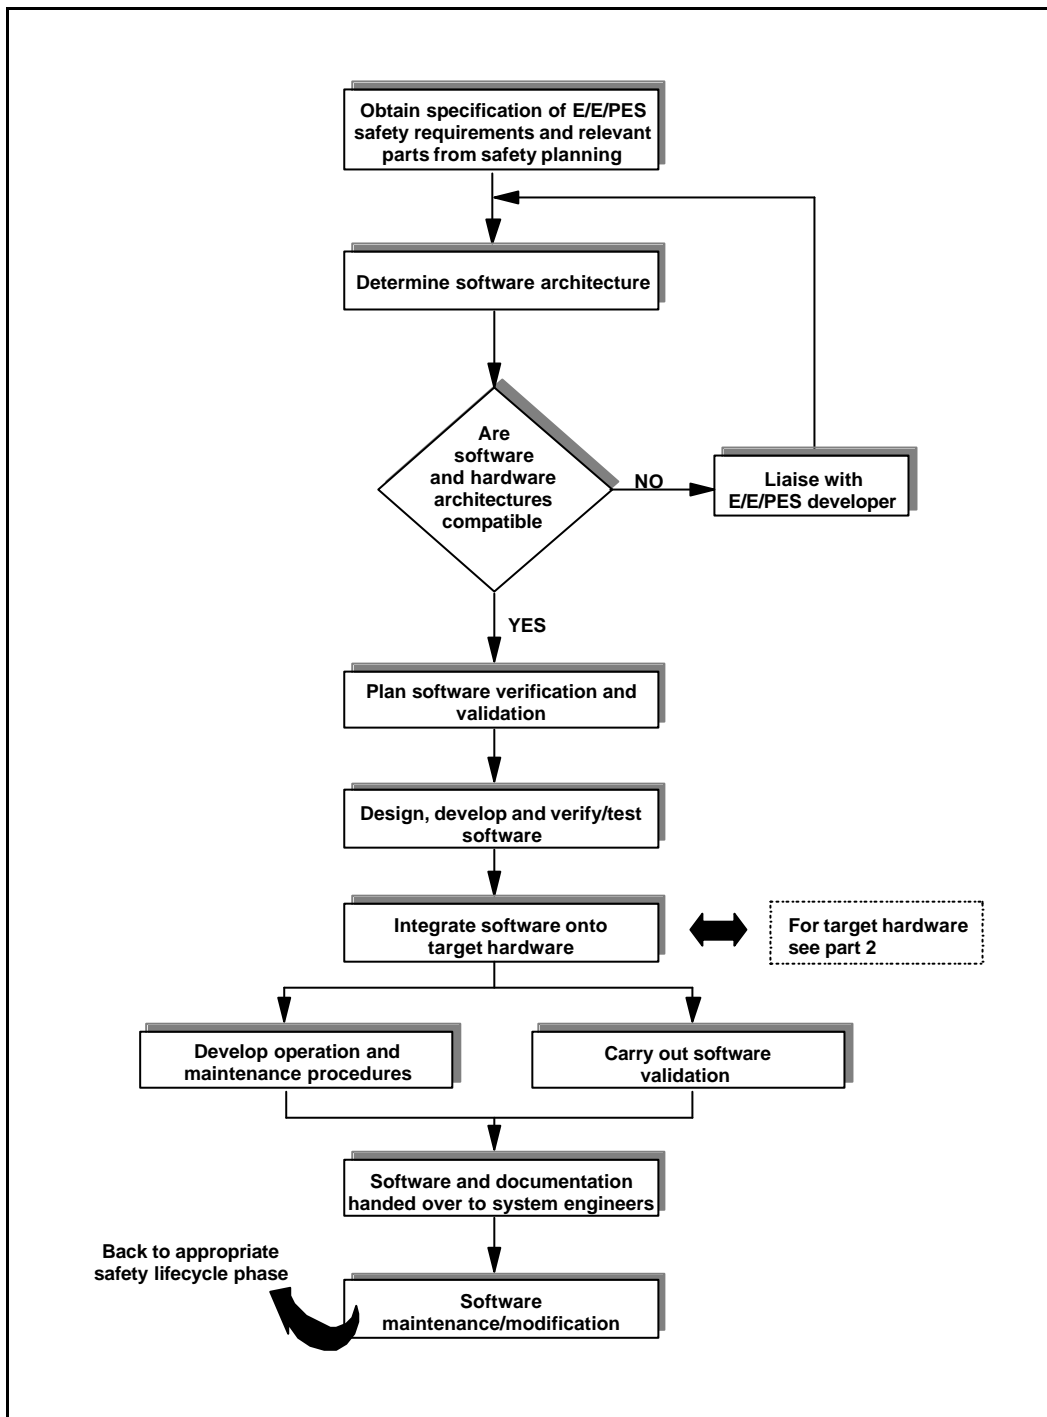 Obtain specification of E/E/PES
safety requirements and relevant
parts from safety planning
Determine software architecture
Are
software
and hardware
architectures
compatible
NO
Liaise with
E/E/PES developer
YES
Plan software verification and
validation
Design, develop and verify/test
software
Integrate software onto
target hardware
For target hardware
see part 2
Develop operation and
maintenance procedures
Carry out software
validation
Software and documentation
handed over to system engineers
Back to appropriate
safety lifecycle phase
Software
maintenance/modification